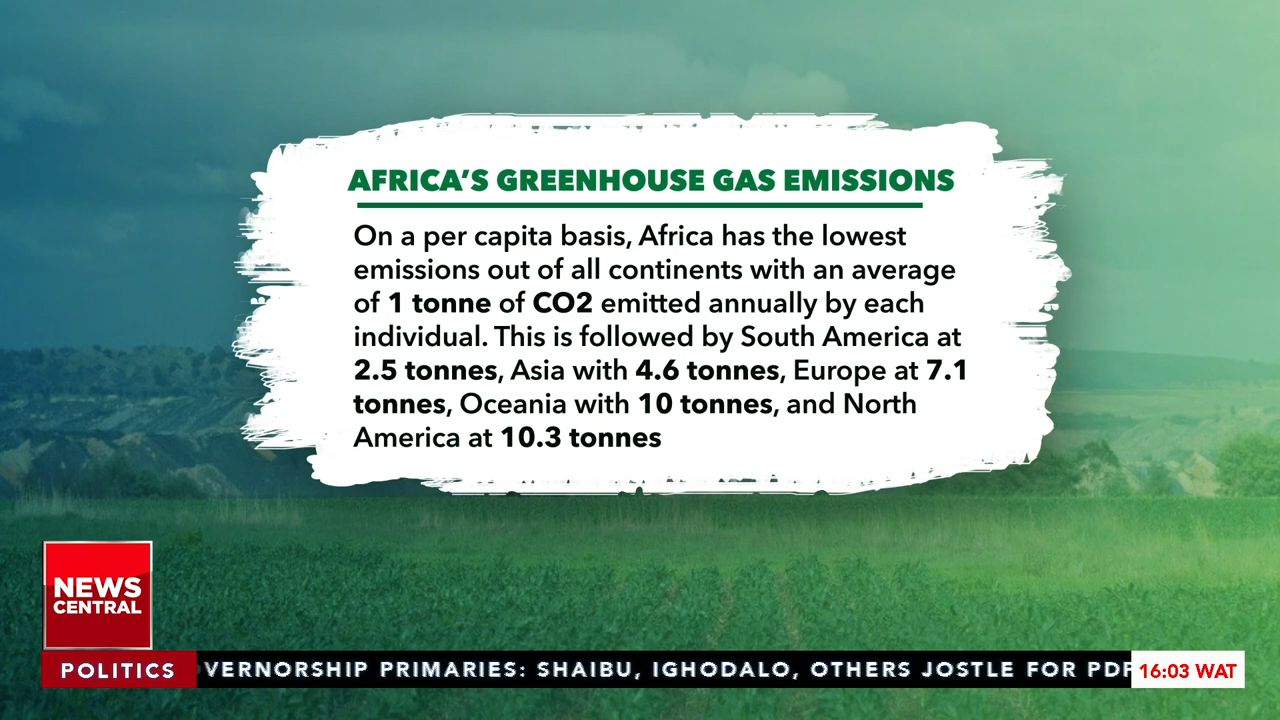 AFRICA'S GREENHOUSE GAS EMISSIONS
On a per capita basis, Africa has the lowest
emissions out of all continents with an average
of 1 tonne of CO2 emitted annually by each
individual. This is followed by South America at
2.5 tonnes, Asia with 4.6 tonnes, Europe at 7.1
tonnes, Oceania with 10 tonnes, and North
America at 10.3 tonnes
NEWS
CENTRAL
POLITICS
VERNORSHIP PRIMARIES: SHAIBU, IGHODALO, OTHERS JOSTLE FOR PDP
16:03 WAT